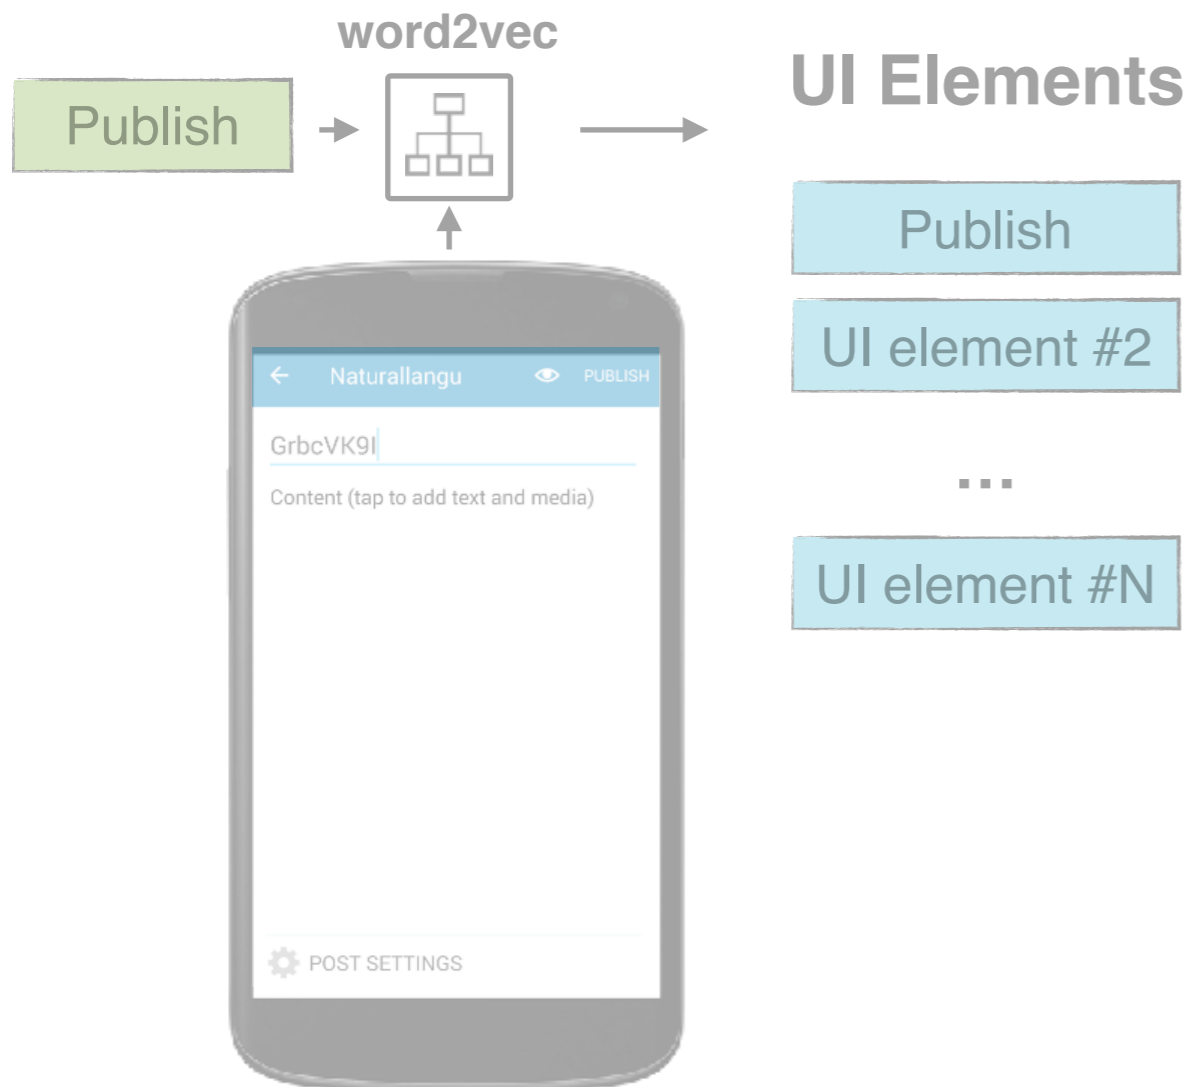 word2vec
UI Elements
Publish
Publish
UI element #2
...
UI element #N
Naturallangu
PUBLISH
GrbcVK9I
Content (tap to add text and media)
POST SETTINGS